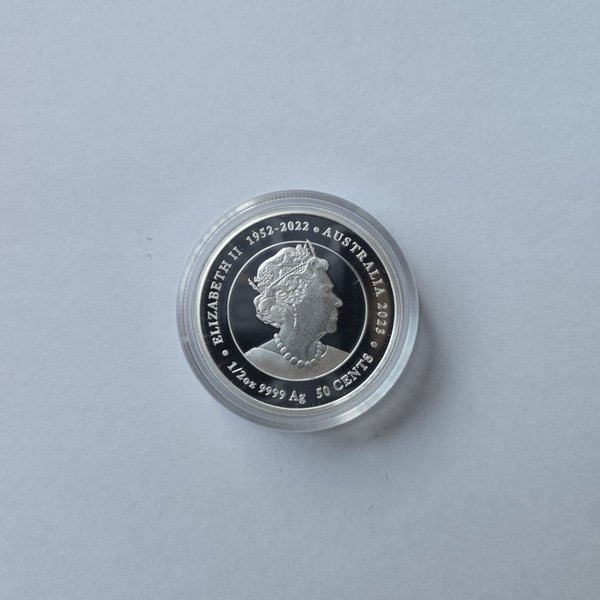 ELIZABETH II 1952-2022 • AUSTRALIA 2023 •
1/2oz 9999 Ag 50 CENTS •